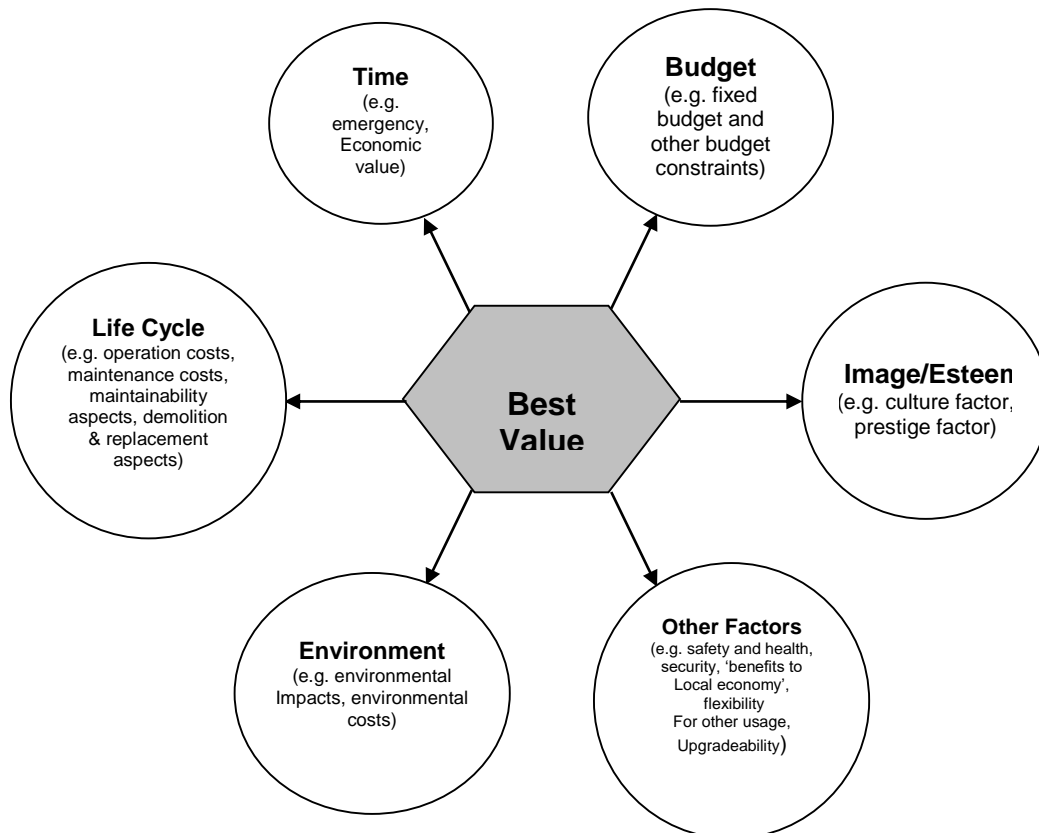 Time
(e.g.
emergency,
Economic
value)
Budget
(e.g. fixed
budget and
other budget
constraints)
Life Cycle
(e.g. operation costs,
maintenance costs,
maintainability
aspects, demolition
& replacement
aspects)
Best
Value
Image/Esteen
(e.g. culture factor,
prestige factor)
Environment
(e.g. environmental
Impacts, environmental
costs)
Other Factors
(e.g. safety and health,
security, ‘benefits to
Local economy’,
flexibility
For other usage,
Upgradeability)